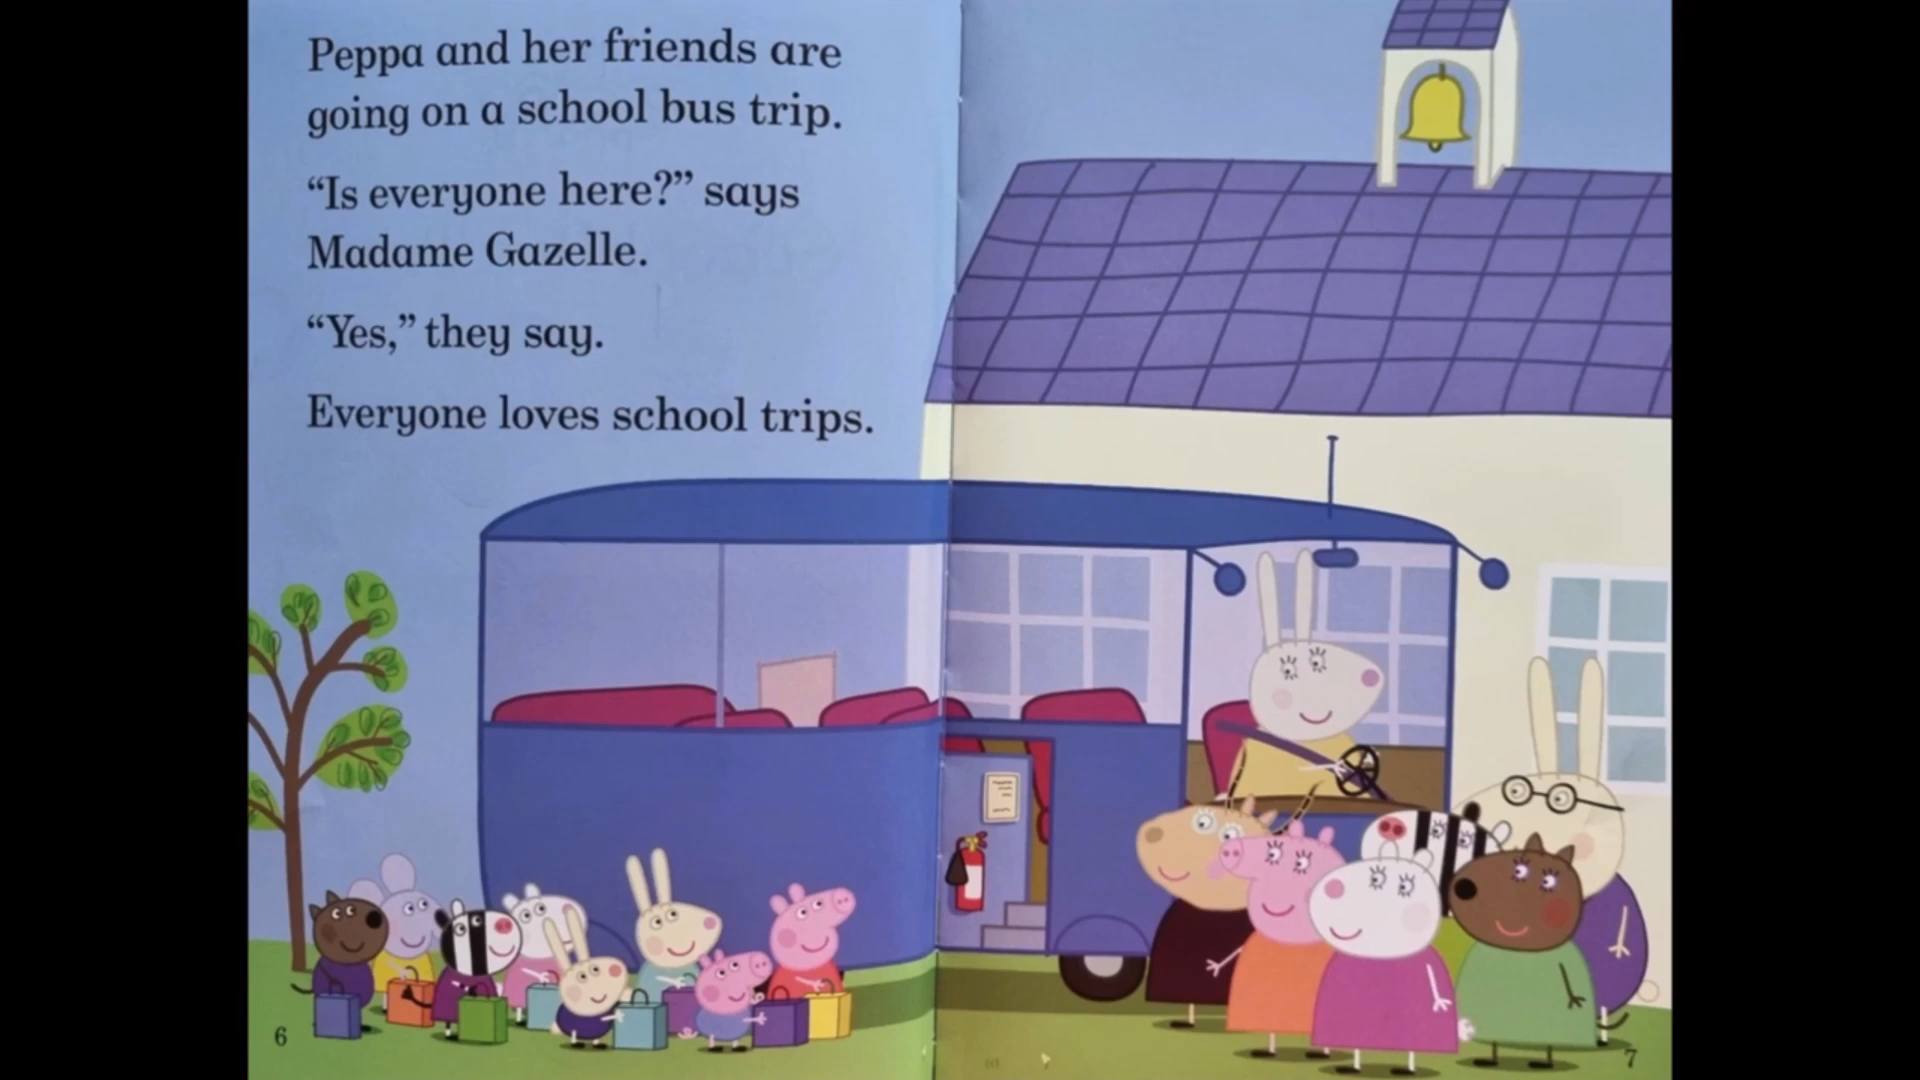 Peppa and her friends are
going on a school bus trip.
“Is everyone here?” says
Madame Gazelle.
“Yes,” they say.
Everyone loves school trips.
6
7